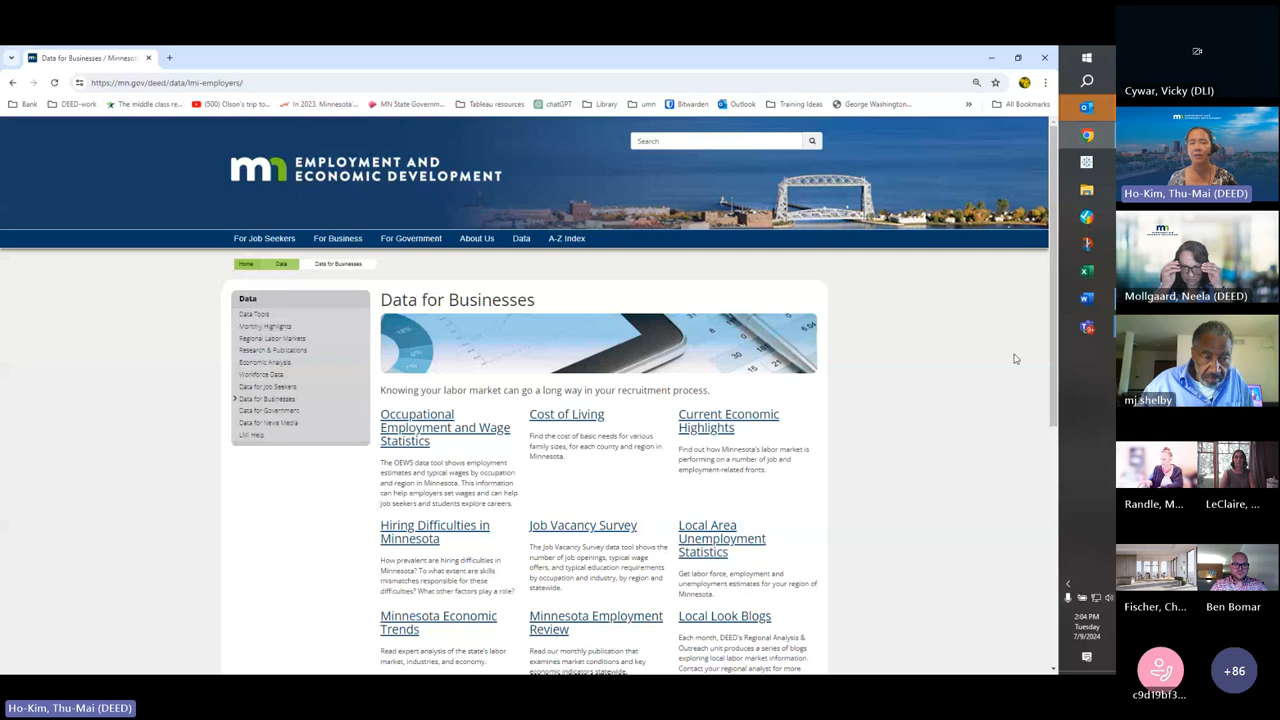 Data for Businesses / Minnesot
https://mn.gov/deed/data/lmi-employers/
Bank
DEED-work
The middle class re...
(500) Olson's trip to...
In 2023, Minnesota'...
MN State Governm...
Tableau resources
chatGPT
Library
umn
Bitwarden
Outlook
Training Ideas
George Washington...
»
All Bookmarks
mn EMPLOYMENT AND
ECONOMIC DEVELOPMENT
Search
For Job Seekers
For Business
For Government
About Us
Data
A-Z Index
Home
Data
Data for Businesses
Data
Data Tools
Monthly Highlights
Regional Labor Markets
Research & Publications
Economic Analysis
Workforce Data
Data for Job Seekers
Data for Businesses
Data for Government
Data for News Media
LMI Help
Data for Businesses
Knowing your labor market can go a long way in your recruitment process.
Occupational
Employment and Wage
Statistics
The OEWS data tool shows employment
estimates and typical wages by occupation
and region in Minnesota. This information
can help employers set wages and can help
job seekers and students explore careers.
Cost of Living
Find the cost of basic needs for various
family sizes, for each county and region in
Minnesota.
Current Economic
Highlights
Find out how Minnesota's labor market is
performing on a number of job and
employment-related fronts.
Hiring Difficulties in
Minnesota
How prevalent are hiring difficulties in
Minnesota? To what extent are skills
mismatches responsible for these
difficulties? What other factors play a role?
Job Vacancy Survey
The Job Vacancy Survey data tool shows the
number of job openings, typical wage
offers, and typical education requirements
by occupation and industry, by region and
statewide.
Local Area
Unemployment
Statistics
Get labor force, employment and
unemployment estimates for your region of
Minnesota.
Minnesota Economic
Trends
Read expert analysis of the state's labor
market, industries, and economy.
Minnesota Employment
Review
Read our monthly publication that
examines market conditions and key
economic indicators statewide.
Local Look Blogs
Each month, DEED's Regional Analysis &
Outreach unit produces a series of blogs
exploring local labor market information.
Contact your regional analyst for more
2:04 PM
Tuesday
7/9/2024
Cywar, Vicky (DLI)
Ho-Kim, Thu-Mai (DEED)
Mollgaard, Neela (DEED)
mj shelby
Randle, M...
LeClaire, ...
Fischer, Ch...
Ben Bomar
c9d19bf3...
+86
Ho-Kim, Thu-Mai (DEED)